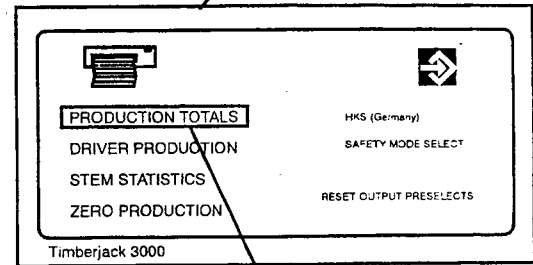 PRODUCTION TOTALS
DRIVER PRODUCTION
STEM STATISTICS
ZERO PRODUCTION
HKS (Germany)
SAFETY MODE SELECT
RESET OUTPUT PRESELECTS
Timberjack 3000